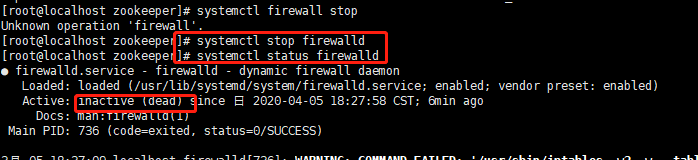 [root@localhost zookeeper]# systemctl firewall stop
Unknown operation 'firewall'.
[root@localhost zookeeper]# systemctl stop firewalld
[root@localhost zookeeper]# systemctl status firewalld
● firewalld.service - firewalld - dynamic firewall daemon
Loaded: loaded (/usr/lib/systemd/system/firewalld.service; enabled; vendor preset: enabled)
Active: inactive (dead) since 日 2020-04-05 18:27:58 CST; 6min ago
Docs: man:firewalld(1)
Main PID: 736 (code=exited, status=0/SUCCESS)
05 18:27:09 localhost firewalld[736]: WARNING: COMMAND_FAILED: '/usr/sbin/iptables